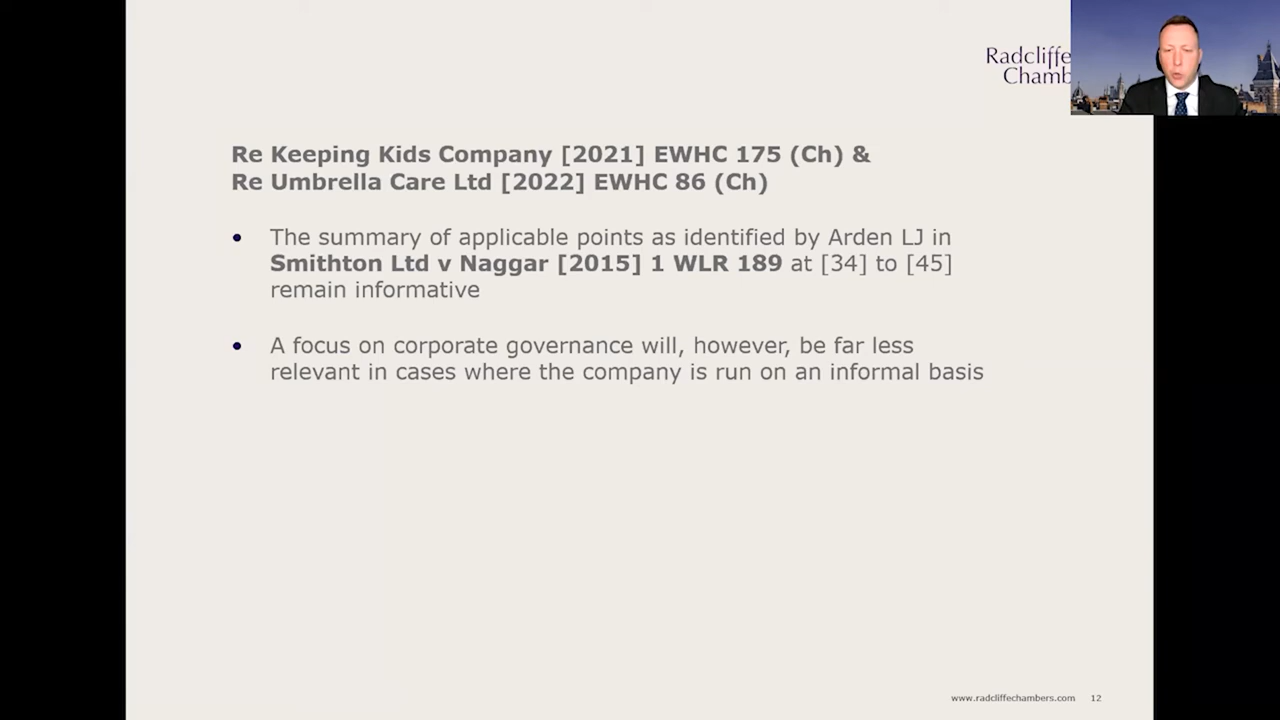 Radcliffe
Chamb
Re Keeping Kids Company [2021] EWHC 175 (Ch) &
Re Umbrella Care Ltd [2022] EWHC 86 (Ch)
• The summary of applicable points as identified by Arden LJ in
Smithton Ltd v Naggar [2015] 1 WLR 189 at [34] to [45]
remain informative
• A focus on corporate governance will, however, be far less
relevant in cases where the company is run on an informal basis
www.radcliffechambers.com 12